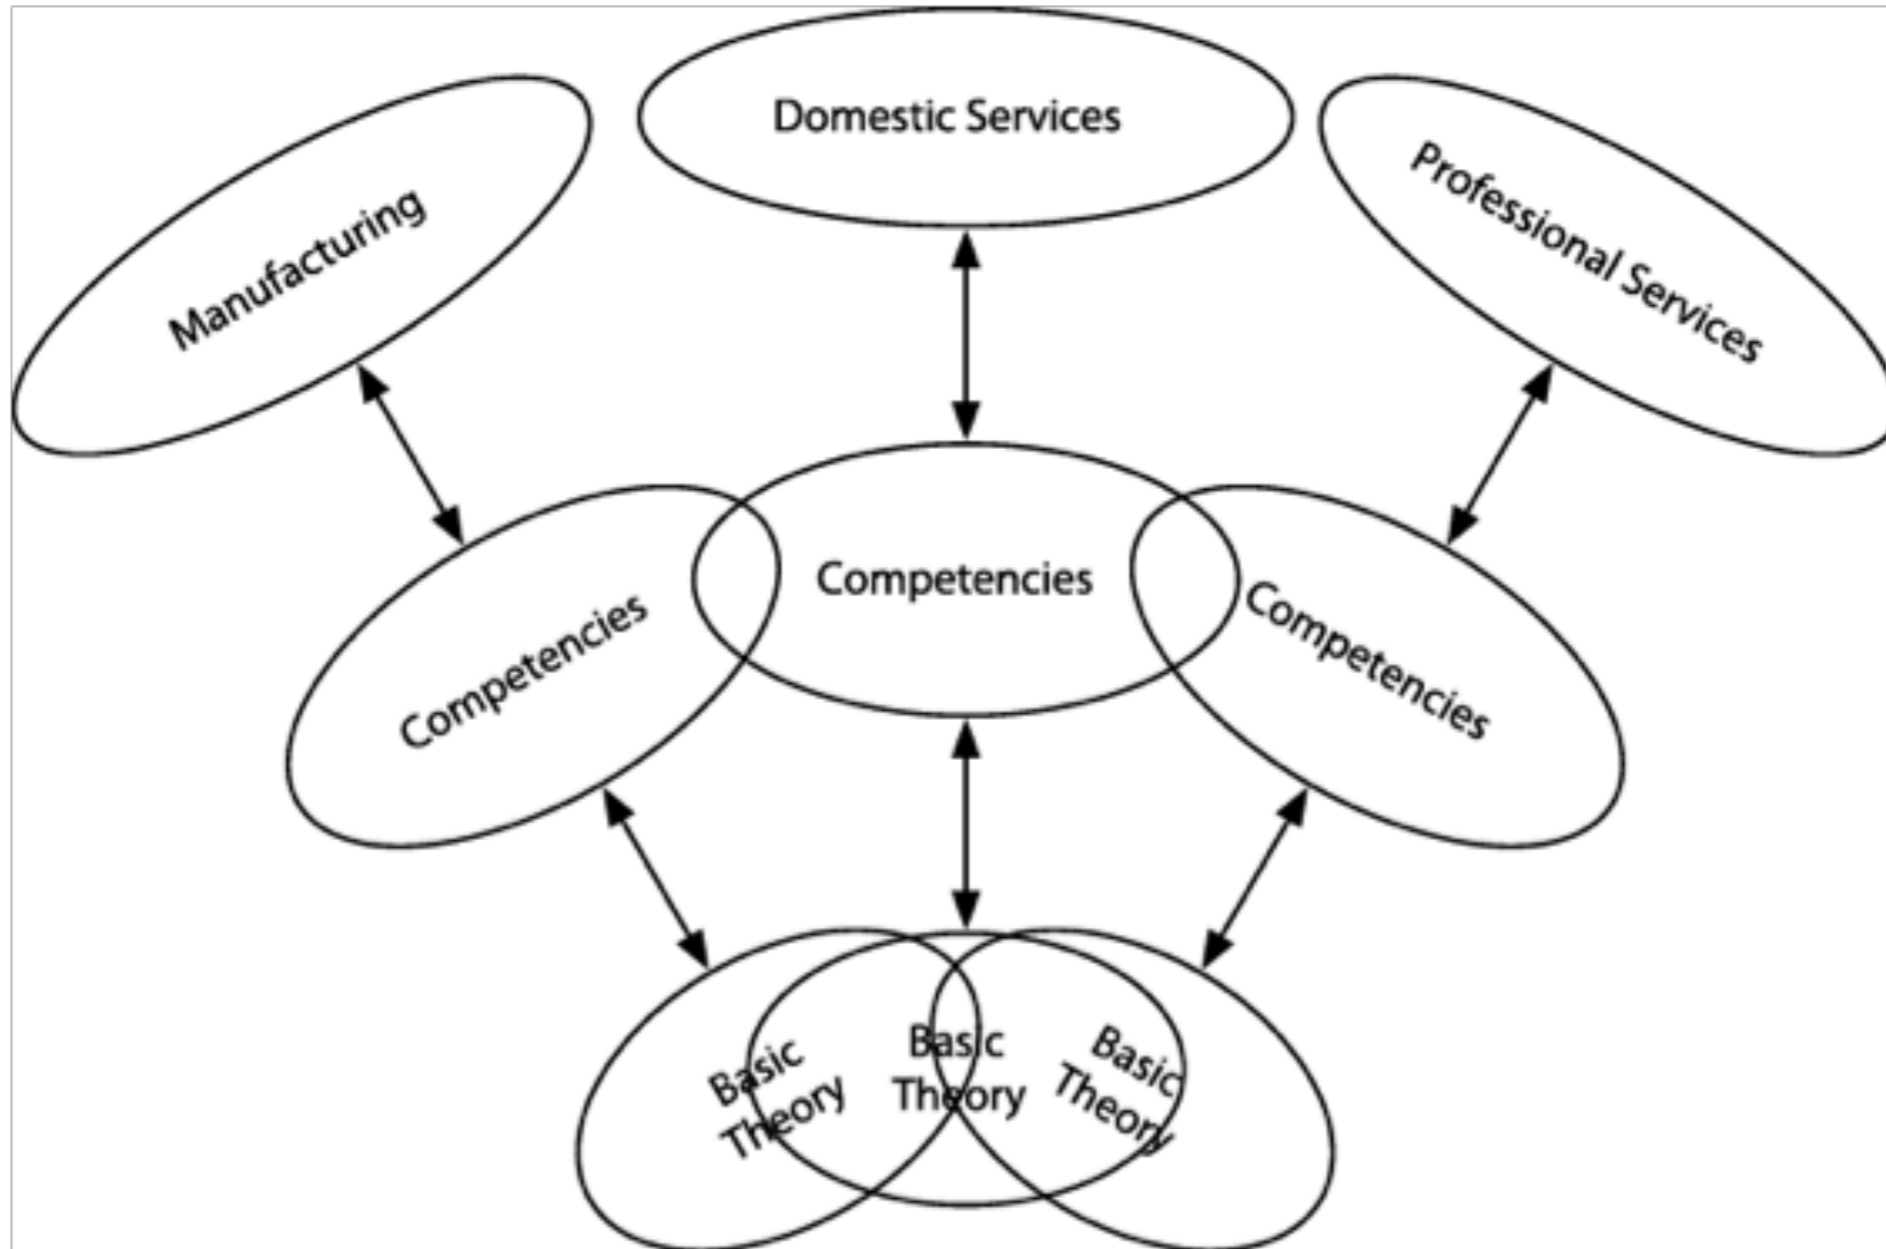 Domestic Services
Manufacturing
Professional Services
Competencies
Competencies
Competencies
Basic
Theory
Basic
Theory
Basic
Theory